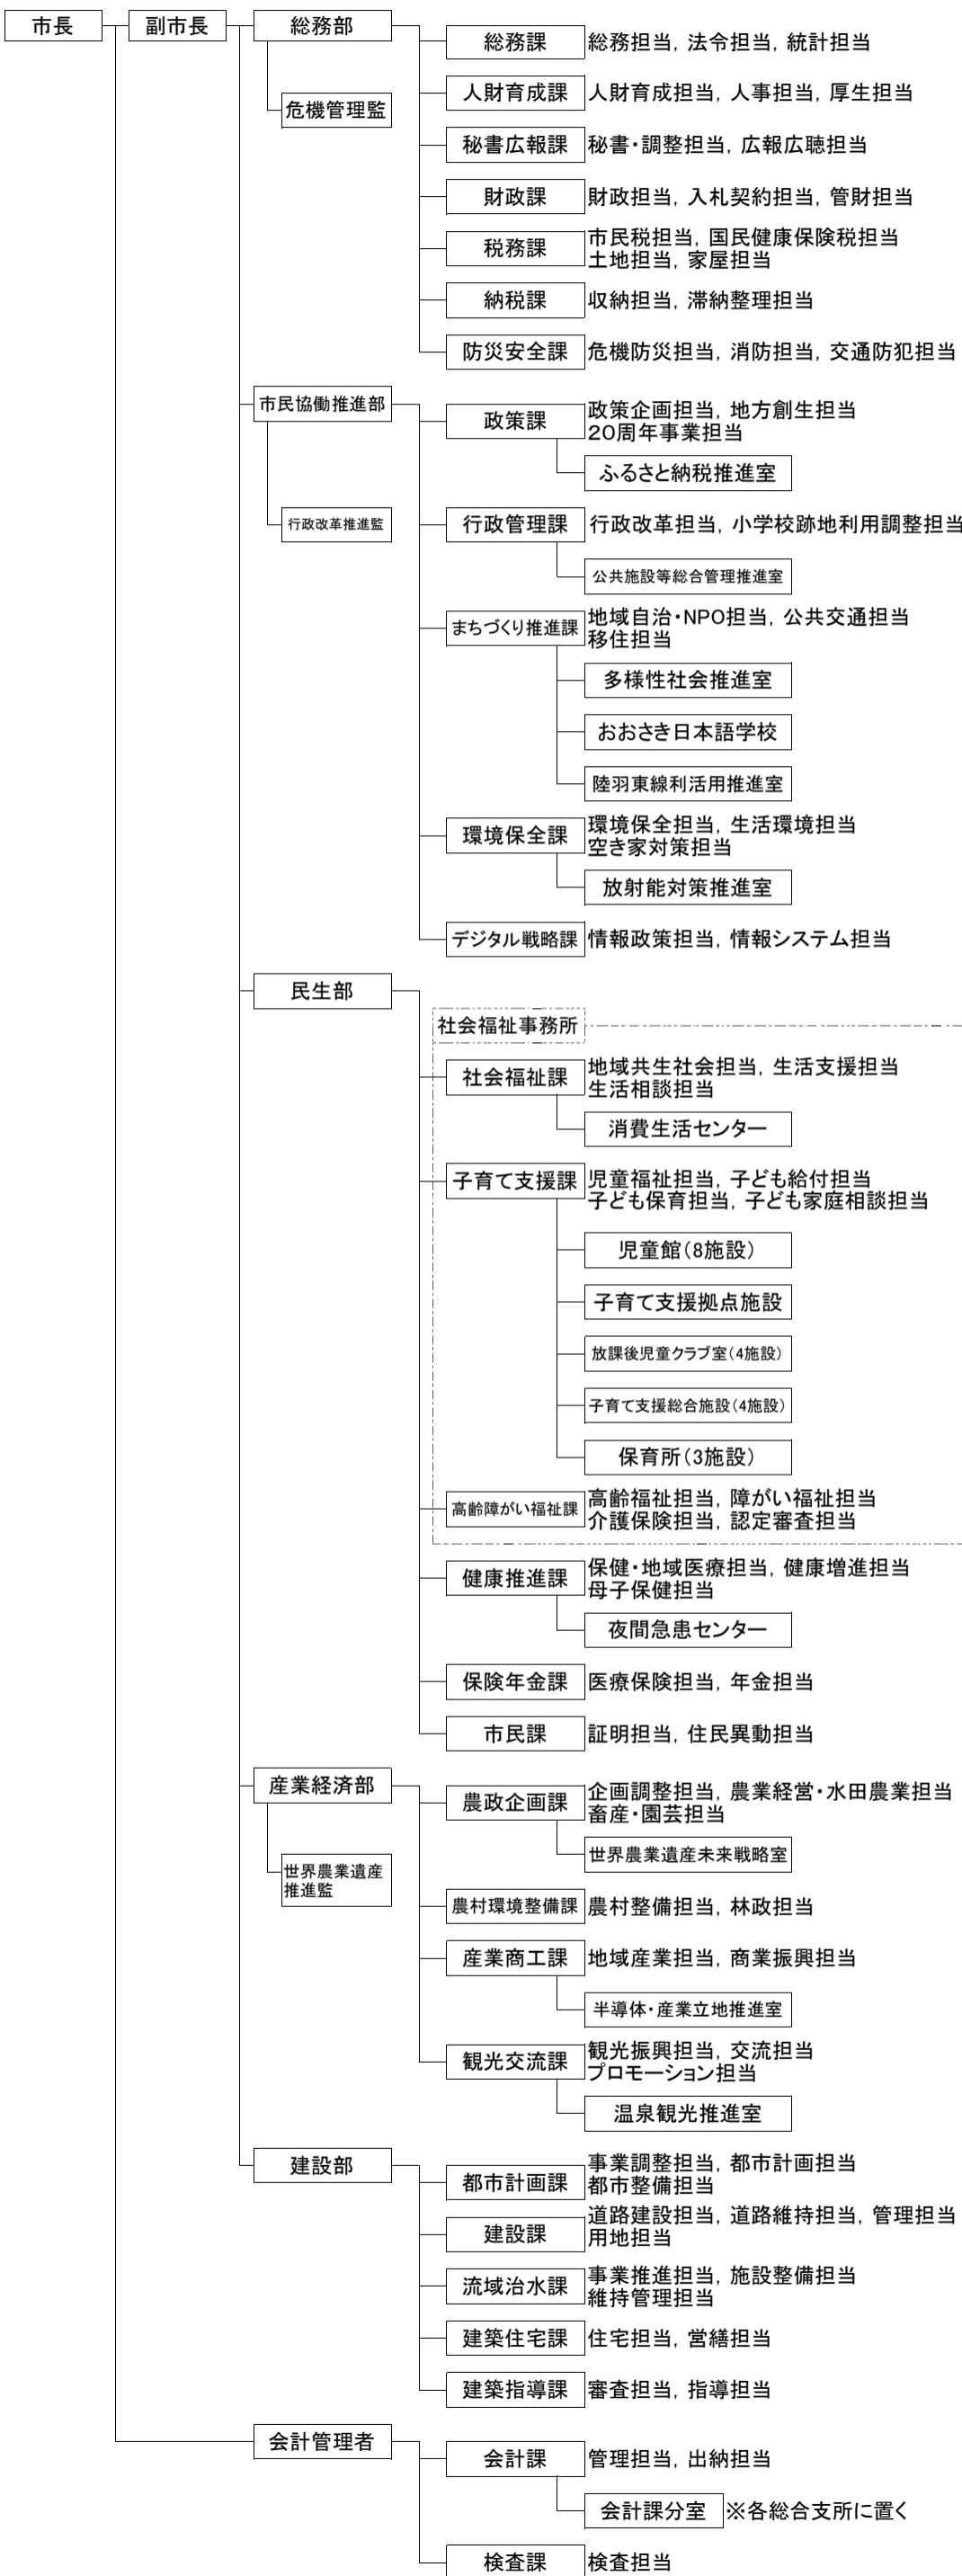 市長 副市長 総務部
総務課 総務担当, 法令担当, 統計担当
人財育成課 人財育成担当, 人事担当, 厚生担当
危機管理監
秘書広報課 秘書・調整担当, 広報広聴担当
財政課 財政担当, 入札契約担当, 管財担当
税務課 市民税担当, 国民健康保険税担当
土地担当, 家屋担当
納税課 収納担当, 滞納整理担当
防災安全課 危機防災担当, 消防担当, 交通防犯担当
市民協働推進部
政策課 政策企画担当, 地方創生担当
20周年事業担当
ふるさと納税推進室
行政改革推進監
行政管理課 行政改革担当, 小学校跡地利用調整担当
公共施設等総合管理推進室
まちづくり推進課 地域自治・NPO担当, 公共交通担当
移住担当
多様性社会推進室
おおさき日本語学校
陸羽東線利活用推進室
環境保全課 環境保全担当, 生活環境担当
空き家対策担当
放射能対策推進室
デジタル戦略課 情報政策担当, 情報システム担当
民生部
社会福祉事務所
社会福祉課 地域共生社会担当, 生活支援担当
生活相談担当
消費生活センター
子育て支援課 児童福祉担当, 子ども給付担当
子ども保育担当, 子ども家庭相談担当
児童館(8施設)
子育て支援拠点施設
放課後児童クラブ室(4施設)
子育て支援総合施設(4施設)
保育所(3施設)
高齢障がい福祉課 高齢福祉担当, 障がい福祉担当
介護保険担当, 認定審査担当
健康推進課 保健・地域医療担当, 健康増進担当
母子保健担当
夜間急患センター
保険年金課 医療保険担当, 年金担当
市民課 証明担当, 住民異動担当
産業経済部
農政企画課 企画調整担当, 農業経営・水田農業担当
畜産・園芸担当
世界農業遺産未来戦略室
世界農業遺産
推進監
農村環境整備課 農村整備担当, 林政担当
産業商工課 地域産業担当, 商業振興担当
半導体・産業立地推進室
観光交流課 観光振興担当, 交流担当
プロモーション担当
温泉観光推進室
建設部
都市計画課 事業調整担当, 都市計画担当
都市整備担当
建設課 道路建設担当, 道路維持担当, 管理担当
用地担当
流域治水課 事業推進担当, 施設整備担当
維持管理担当
建築住宅課 住宅担当, 営繕担当
建築指導課 審査担当, 指導担当
会計管理者
会計課 管理担当, 出納担当
会計課分室 ※各総合支所に置く
検査課 検査担当